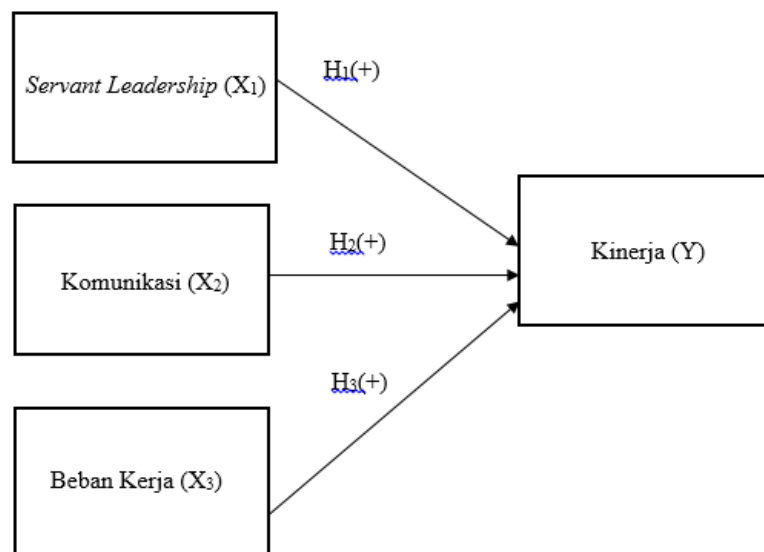 Servant Leadership (X₁)
H₁(+)
Komunikasi (X₂)
H₂(+)
Kinerja (Y)
H₃(+)
Beban Kerja (X₃)